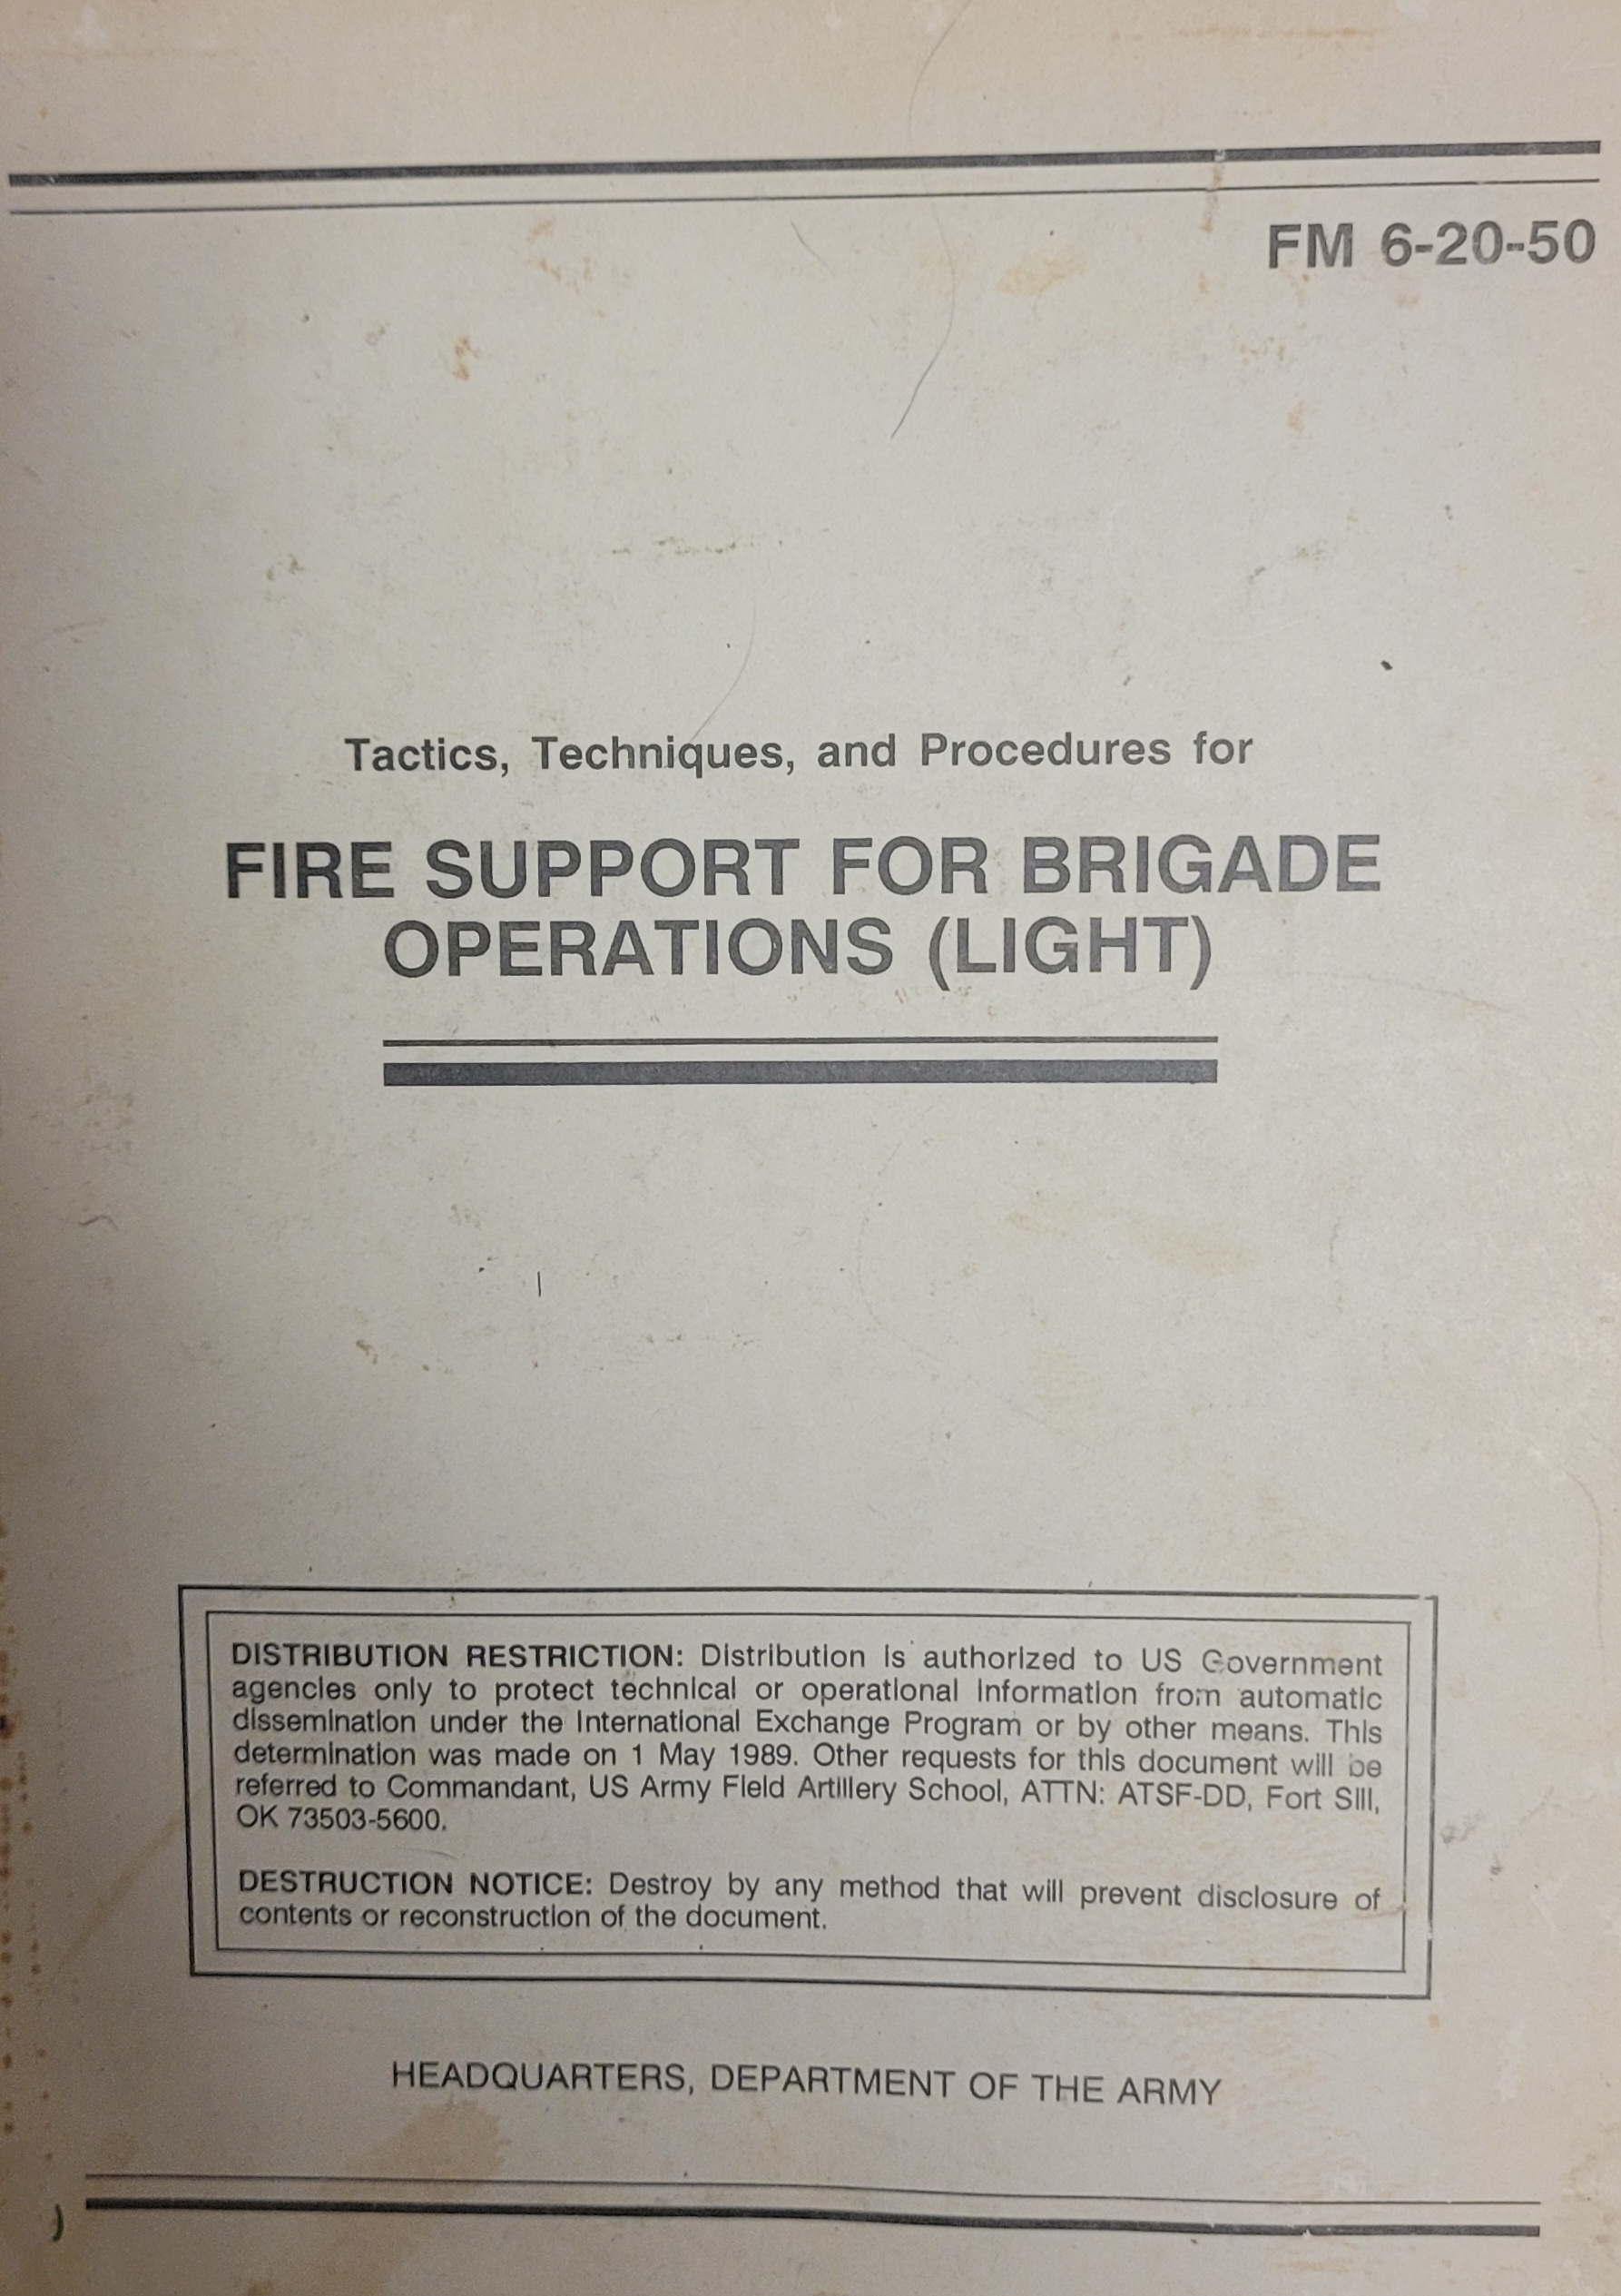 FM 6-20-50
Tactics, Techniques, and Procedures for
FIRE SUPPORT FOR BRIGADE
OPERATIONS (LIGHT)
DISTRIBUTION RESTRICTION: Distribution is authorized to US Government
agencies only to protect technical or operational information from automatic
dissemination under the International Exchange Program or by other means. This
determination was made on 1 May 1989. Other requests for this document will be
referred to Commandant, US Army Field Artillery School, ATTN: ATSF-DD, Fort Sill,
OK 73503-5600.
DESTRUCTION NOTICE: Destroy by any method that will prevent disclosure of
contents or reconstruction of the document.
HEADQUARTERS, DEPARTMENT OF THE ARMY